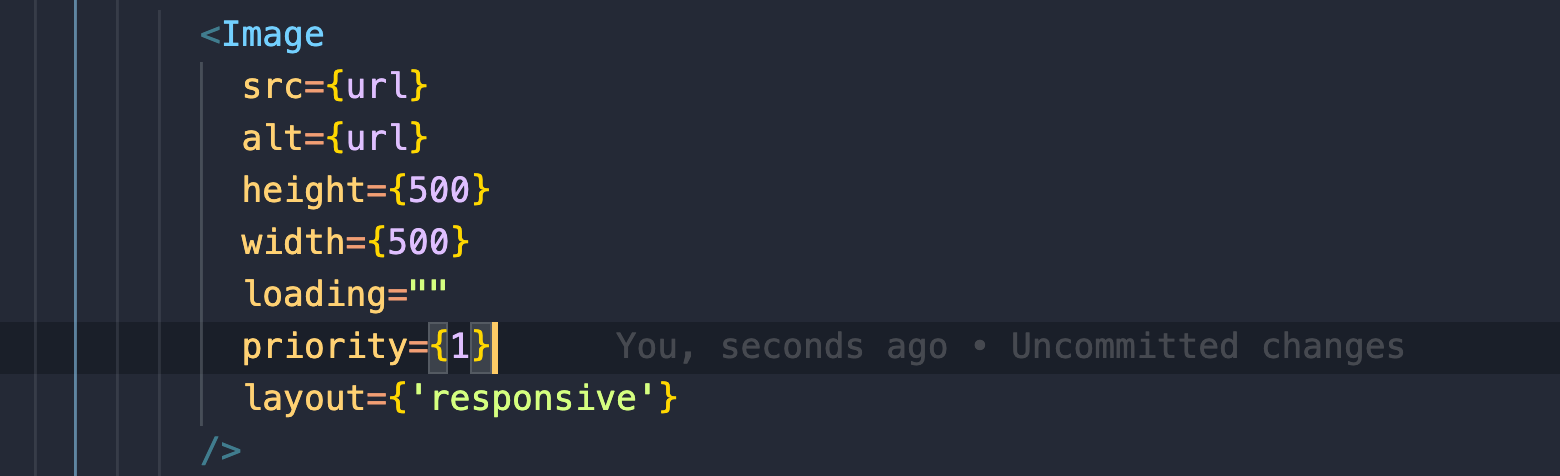 <Image
src={url}
alt={url}
height={500}
width={500}
loading=""
priority={1} You, seconds ago • Uncommitted changes
layout={'responsive'}
/>